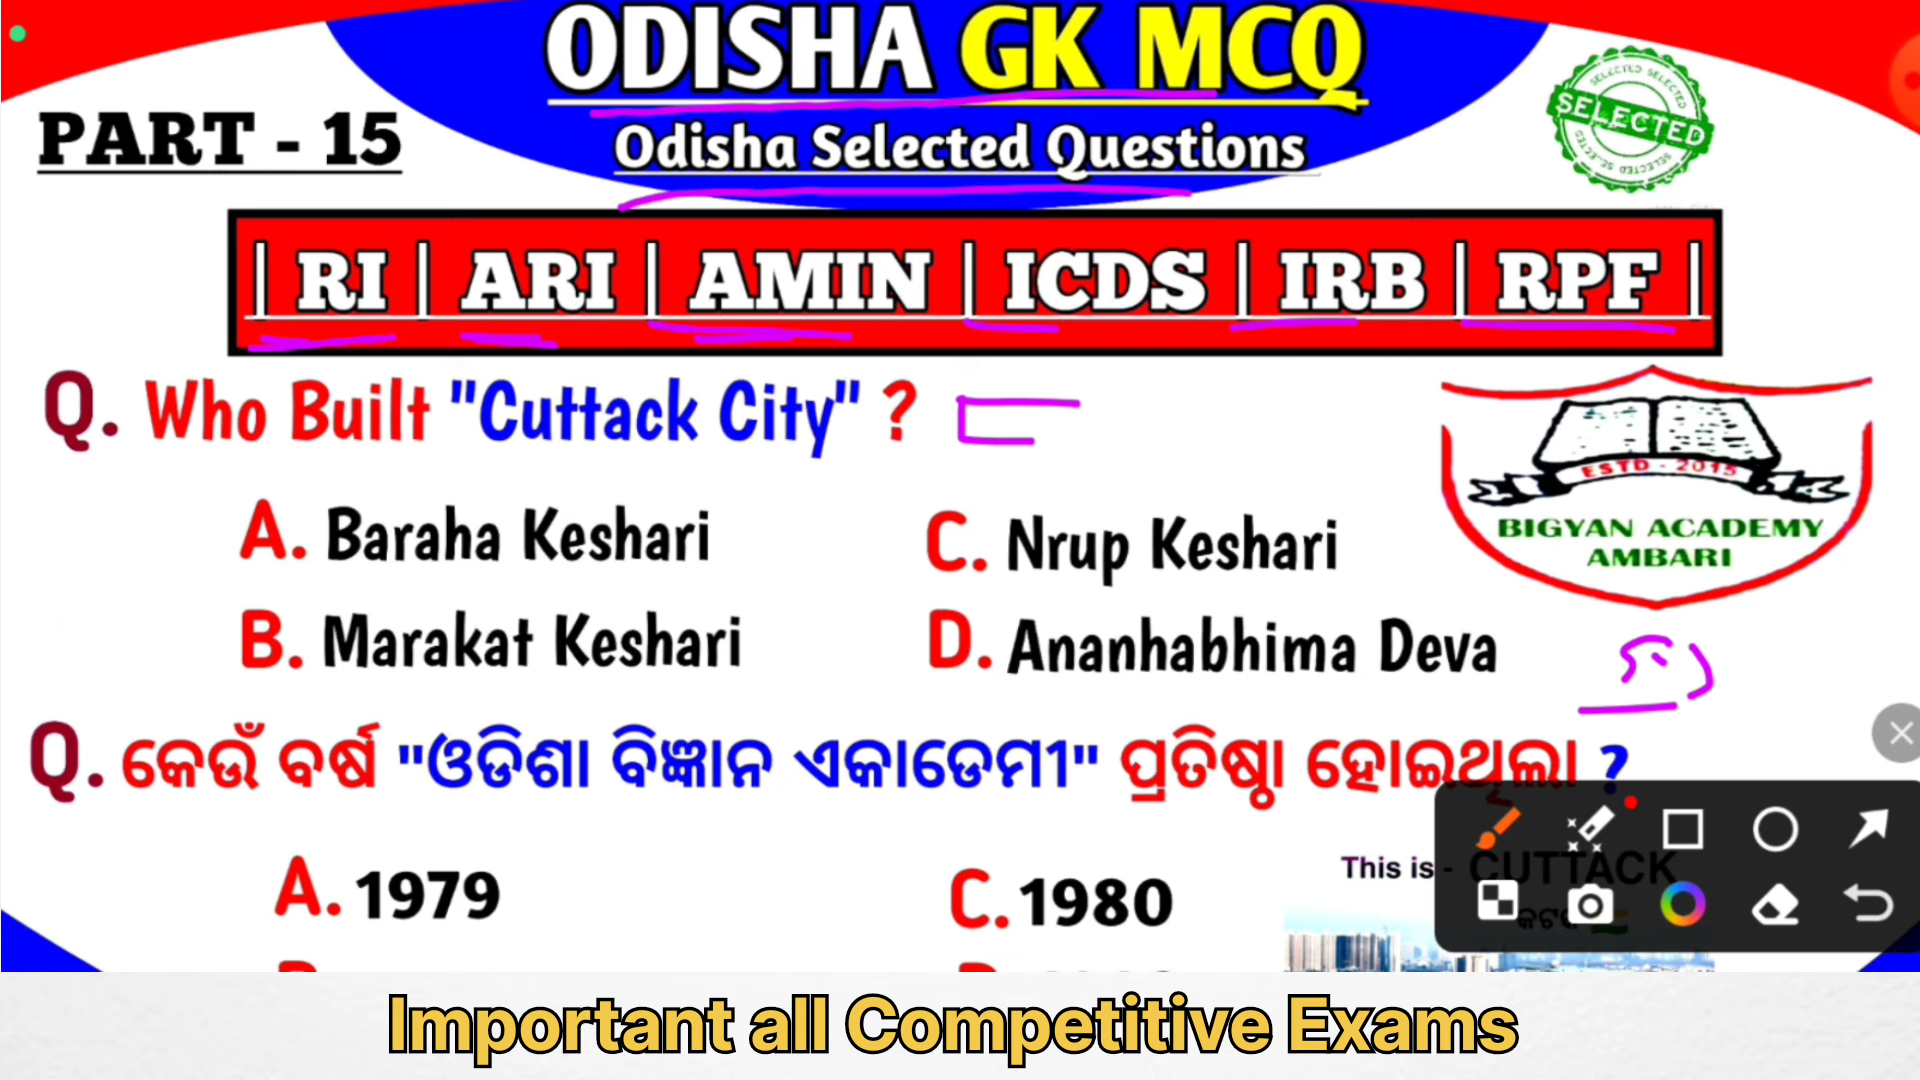 ODISHA GK MCQ
PART - 15
Odisha Selected Questions
SELECTED
| RI | ARI | AMIN | ICDS | IRB | RPF |
Q. Who Built "Cuttack City" ?
A. Baraha Keshari
C. Nrup Keshari
B. Marakat Keshari
D. Ananhabhima Deva
ESTD - 2015
BIGYAN ACADEMY
AMBARI
Q. କେଉଁ ବର୍ଷ "ଓଡିଶା ବିଜ୍ଞାନ ଏକାଡେମୀ" ପ୍ରତିଷ୍ଠା ହୋଇଥିଲା ?
A. 1979
C. 1980
This is - CUTTACK
Important all Competitive Exams